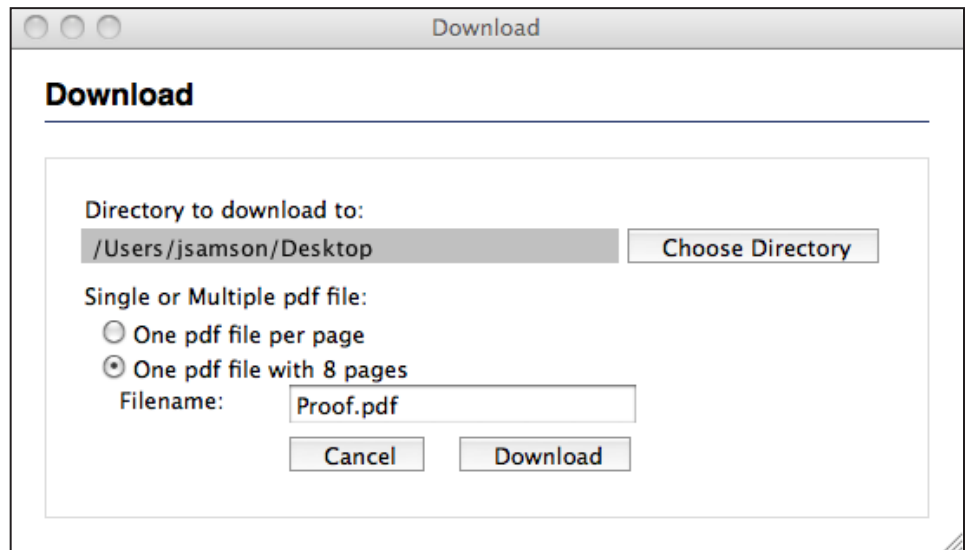 Download
Download
Directory to download to:
/Users/jsamson/Desktop
Choose Directory
Single or Multiple pdf file:
One pdf file per page
One pdf file with 8 pages
Filename:
Proof.pdf
Cancel
Download